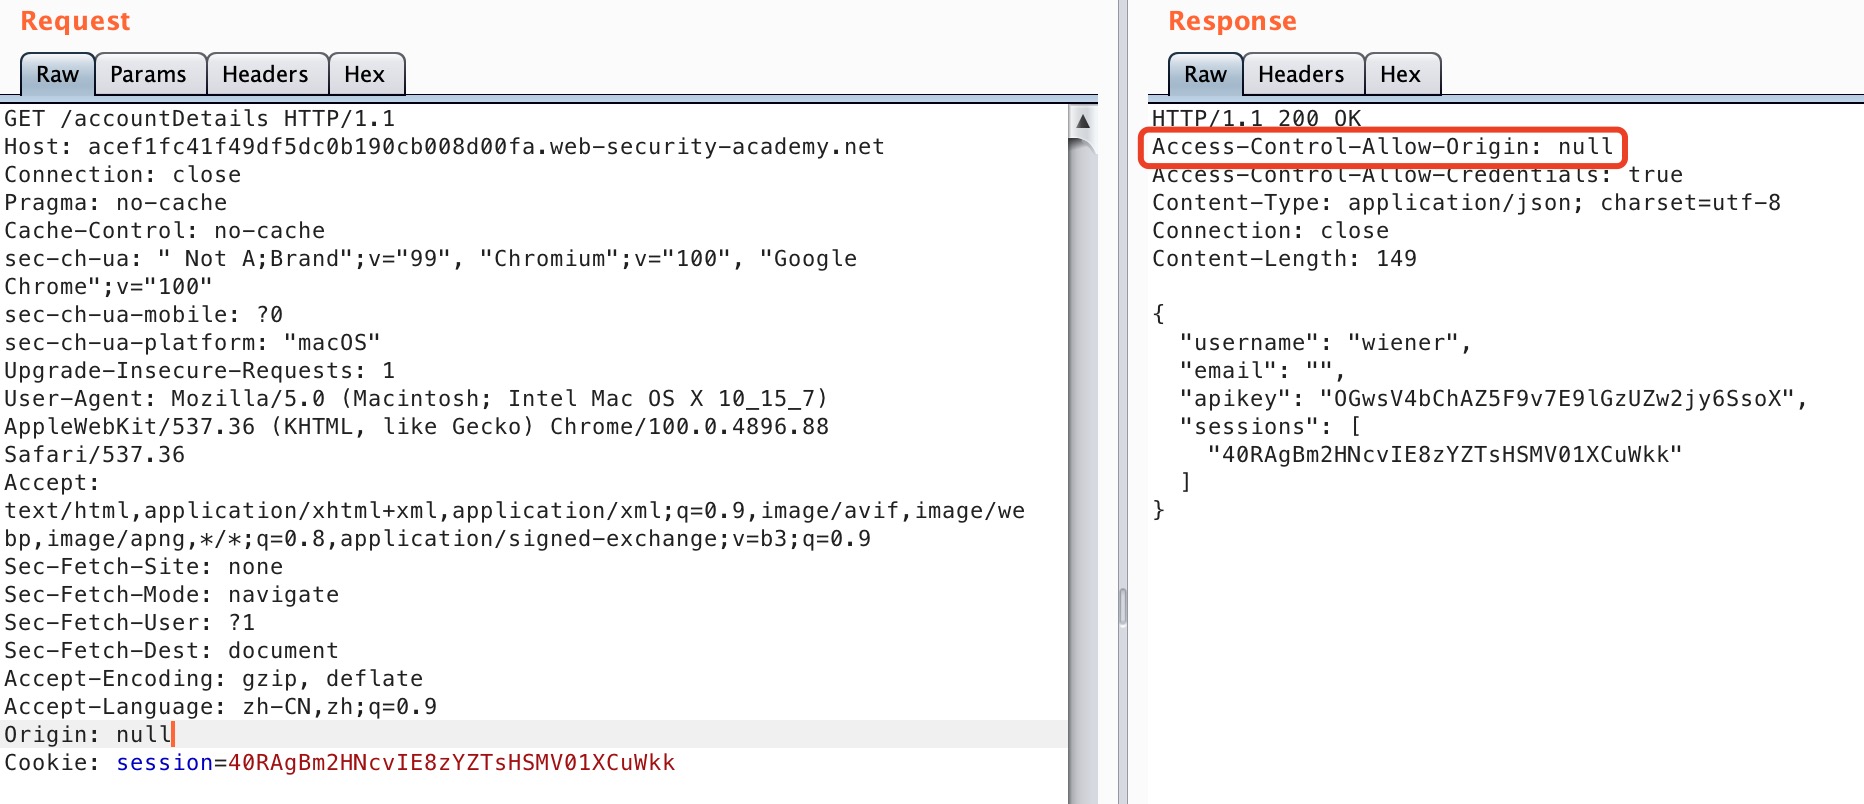 Request
Raw Params Headers Hex
GET /accountDetails HTTP/1.1
Host: acef1fc41f49df5dc0b190cb008d00fa.web-security-academy.net
Connection: close
Pragma: no-cache
Cache-Control: no-cache
sec-ch-ua: " Not A;Brand";v="99", "Chromium";v="100", "Google
Chrome";v="100"
sec-ch-ua-mobile: ?0
sec-ch-ua-platform: "macOS"
Upgrade-Insecure-Requests: 1
User-Agent: Mozilla/5.0 (Macintosh; Intel Mac OS X 10_15_7)
AppleWebKit/537.36 (KHTML, like Gecko) Chrome/100.0.4896.88
Safari/537.36
Accept:
text/html,application/xhtml+xml,application/xml;q=0.9,image/avif,image/we
bp,image/apng,*/*;q=0.8,application/signed-exchange;v=b3;q=0.9
Sec-Fetch-Site: none
Sec-Fetch-Mode: navigate
Sec-Fetch-User: ?1
Sec-Fetch-Dest: document
Accept-Encoding: gzip, deflate
Accept-Language: zh-CN,zh;q=0.9
Origin: null
Cookie: session=40RAgBm2HNcvIE8zYZTsHSMV01XCuWkk
Response
Raw Headers Hex
HTTP/1.1 200 OK
Access-Control-Allow-Origin: null
Access-Control-Allow-Credentials: true
Content-Type: application/json; charset=utf-8
Connection: close
Content-Length: 149
{
"username": "wiener",
"email": "",
"apikey": "OGwsV4bChAZ5F9v7E9lGzUZw2jy6SsoX",
"sessions": [
"40RAgBm2HNcvIE8zYZTsHSMV01XCuWkk"
]
}